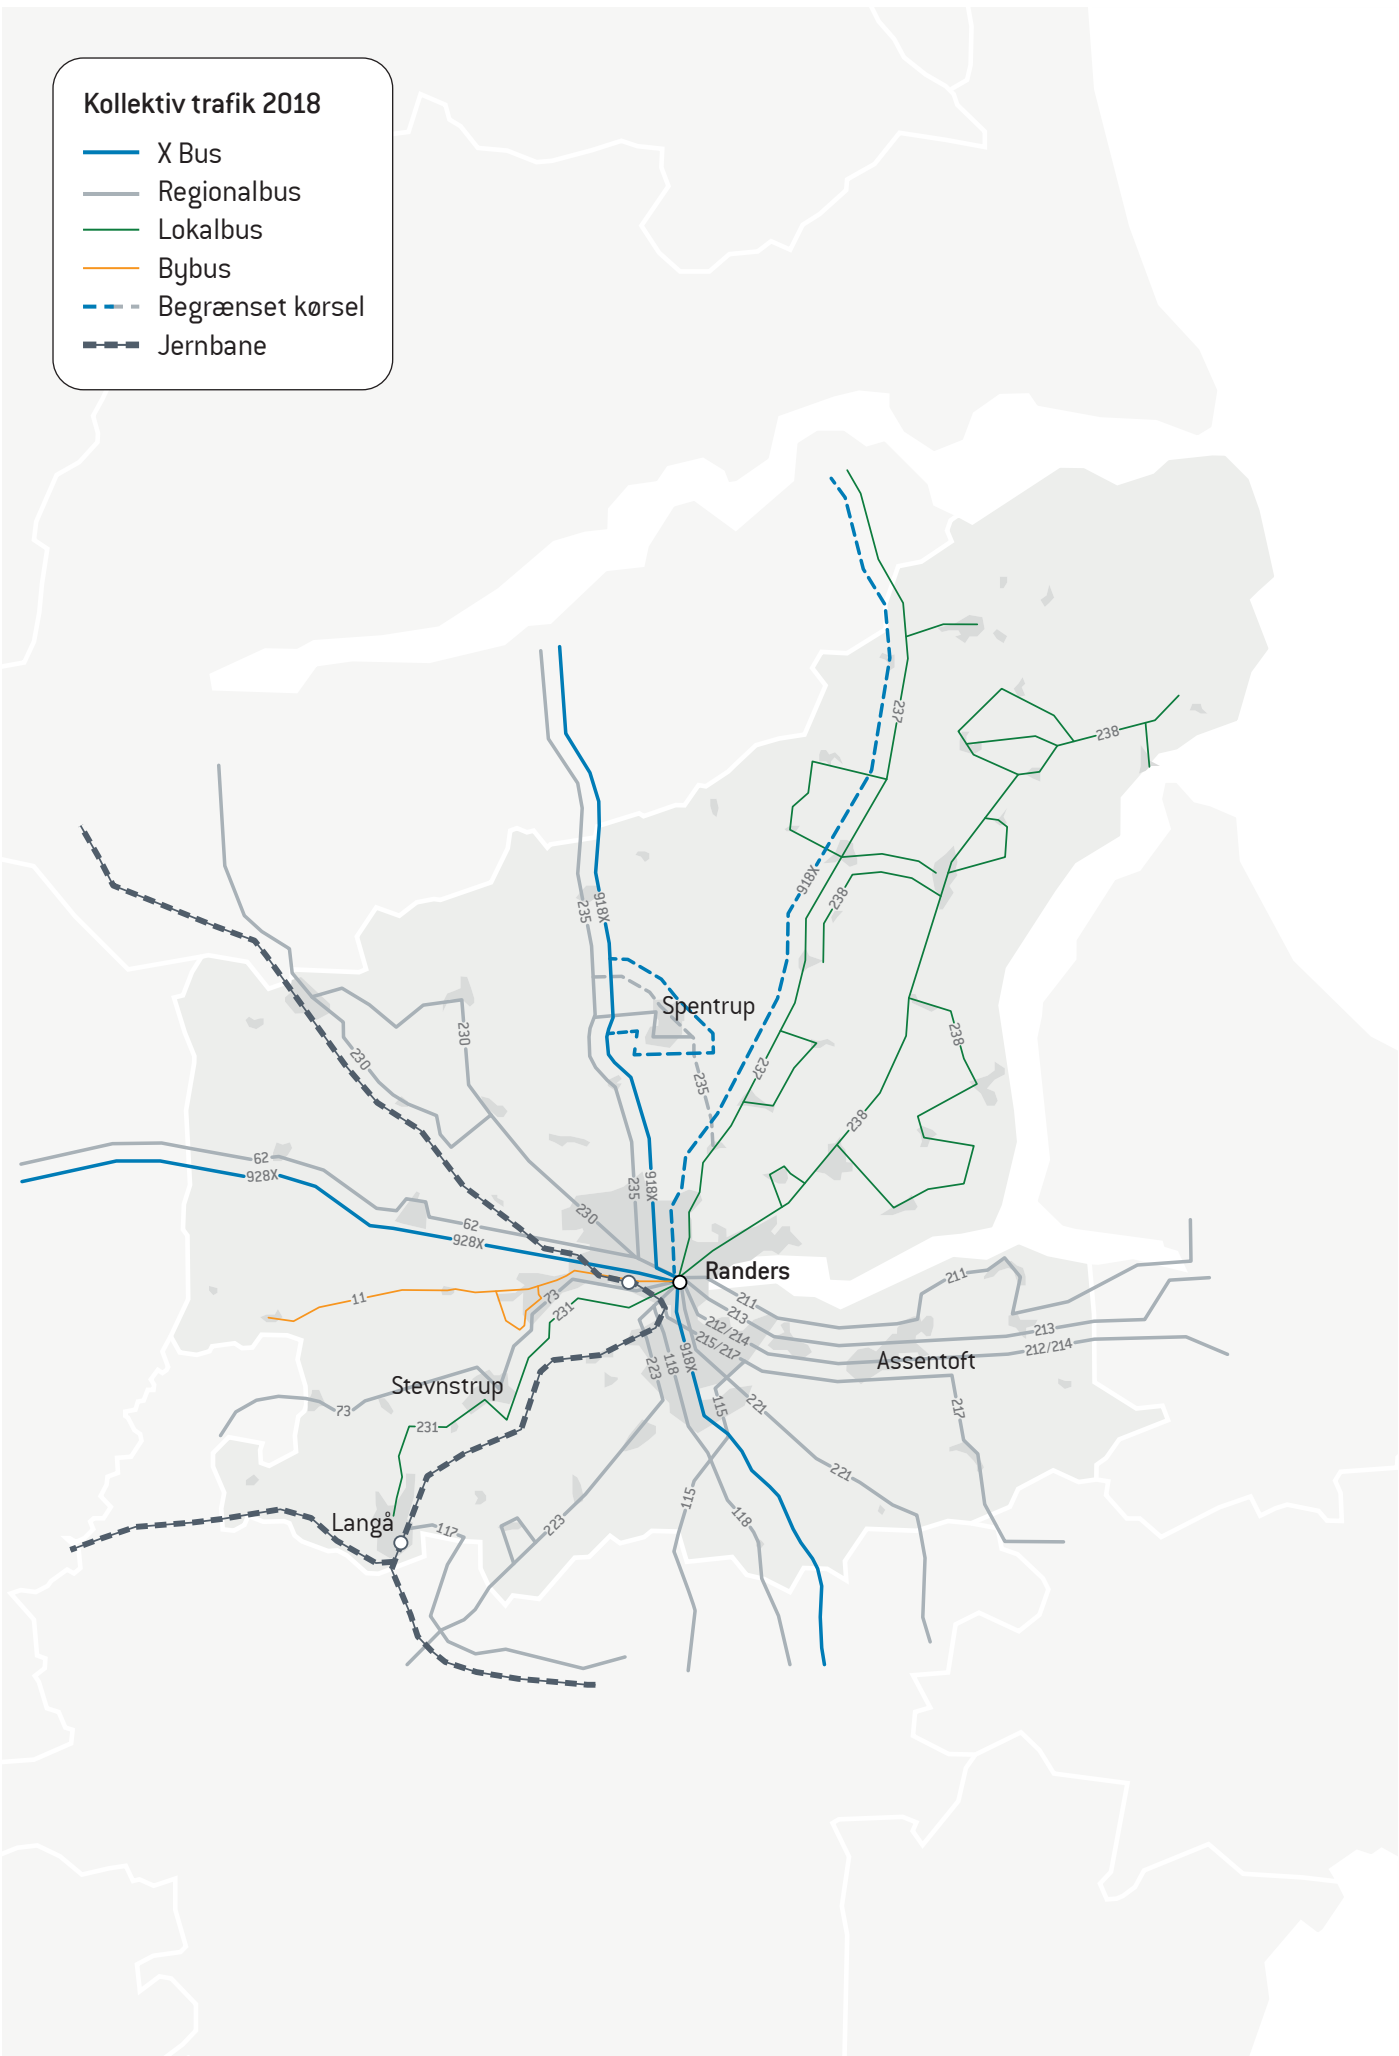 Kollektiv trafik 2018
X Bus
Regionalbus
Lokalbus
Bybus
Begrænset kørsel
Jernbane
237
238
918X
238
918X
235
Spentrup
230
238
230
237
235
238
62
928X
918X
235
230
62
928X
Randers
211
11
73
211
231
213
213
212/214
212/214
215/217
918X
Assentoft
118
223
Stevnstrup
115
221
73
217
231
221
115
118
Langå
117
223